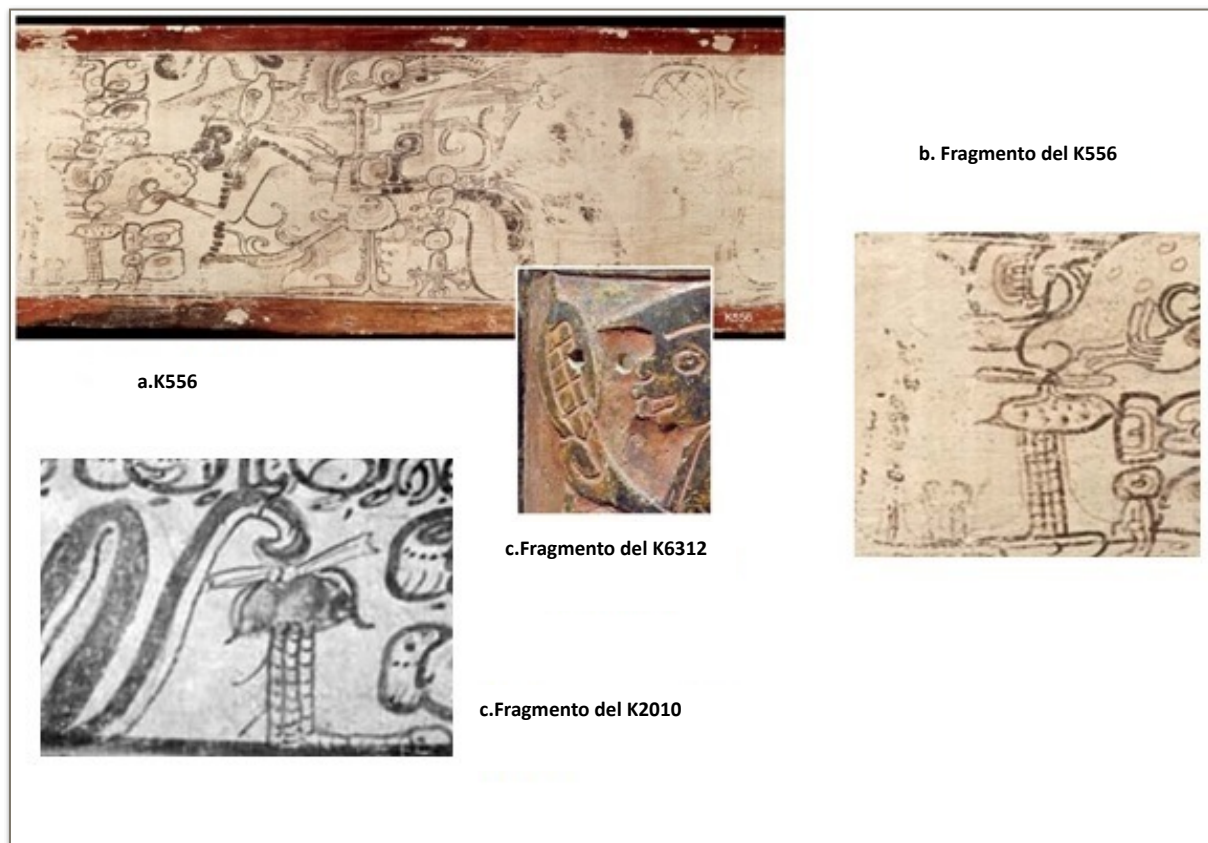 K556
b. Fragmento del K556
a.K556
c.Fragmento del K6312
c.Fragmento del K2010